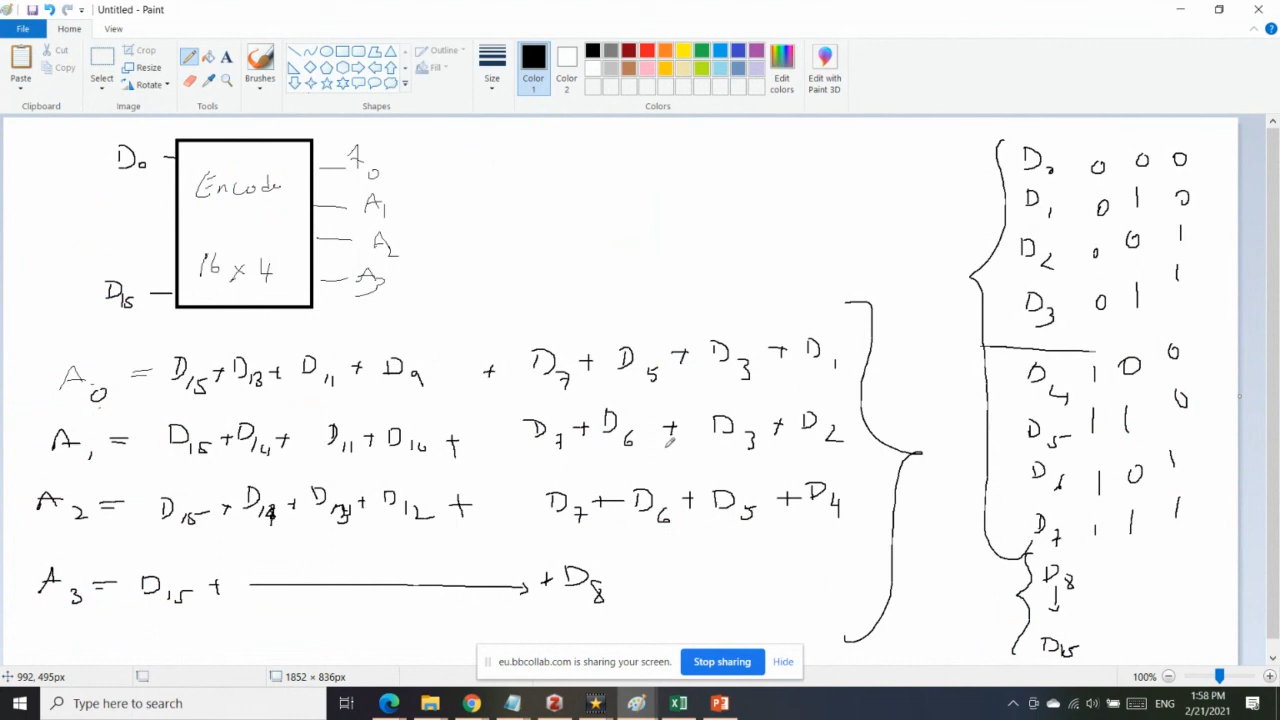 Untitled - Paint
File Home View
Paste
Cut
Copy
Clipboard
Select
Crop
Resize
Rotate
Image
Tools
Brushes
Shapes
Outline
Fill
Size
Color 1
Color 2
Colors
Edit colors
Edit with Paint 3D
D₀
Encode
16 x 4
D₁₅
A₀
A₁
A₂
A₃
A₀ = D₁₅ + D₁₃ + D₁₁ + D₉ + D₇ + D₅ + D₃ + D₁
A₁ = D₁₅ + D₁₄ + D₁₁ + D₁₀ + D₇ + D₆ + D₃ + D₂
A₂ = D₁₅ + D₁₄ + D₁₃ + D₁₂ + D₇ + D₆ + D₅ + D₄
A₃ = D₁₅ + → + D₈
D₀ 0 0 0
D₁ 0 1 0
D₂ 0 0 1
D₃ 0 1 1
D₄ 1 0 0
D₅ 1 1 0
D₆ 1 0 1
D₇ 1 1 1
D₈
↓
D₁₅
eu.bbcollab.com is sharing your screen. Stop sharing Hide
992, 495px
1852 × 836px
100%
Type here to search
ENG
1:58 PM
2/21/2021